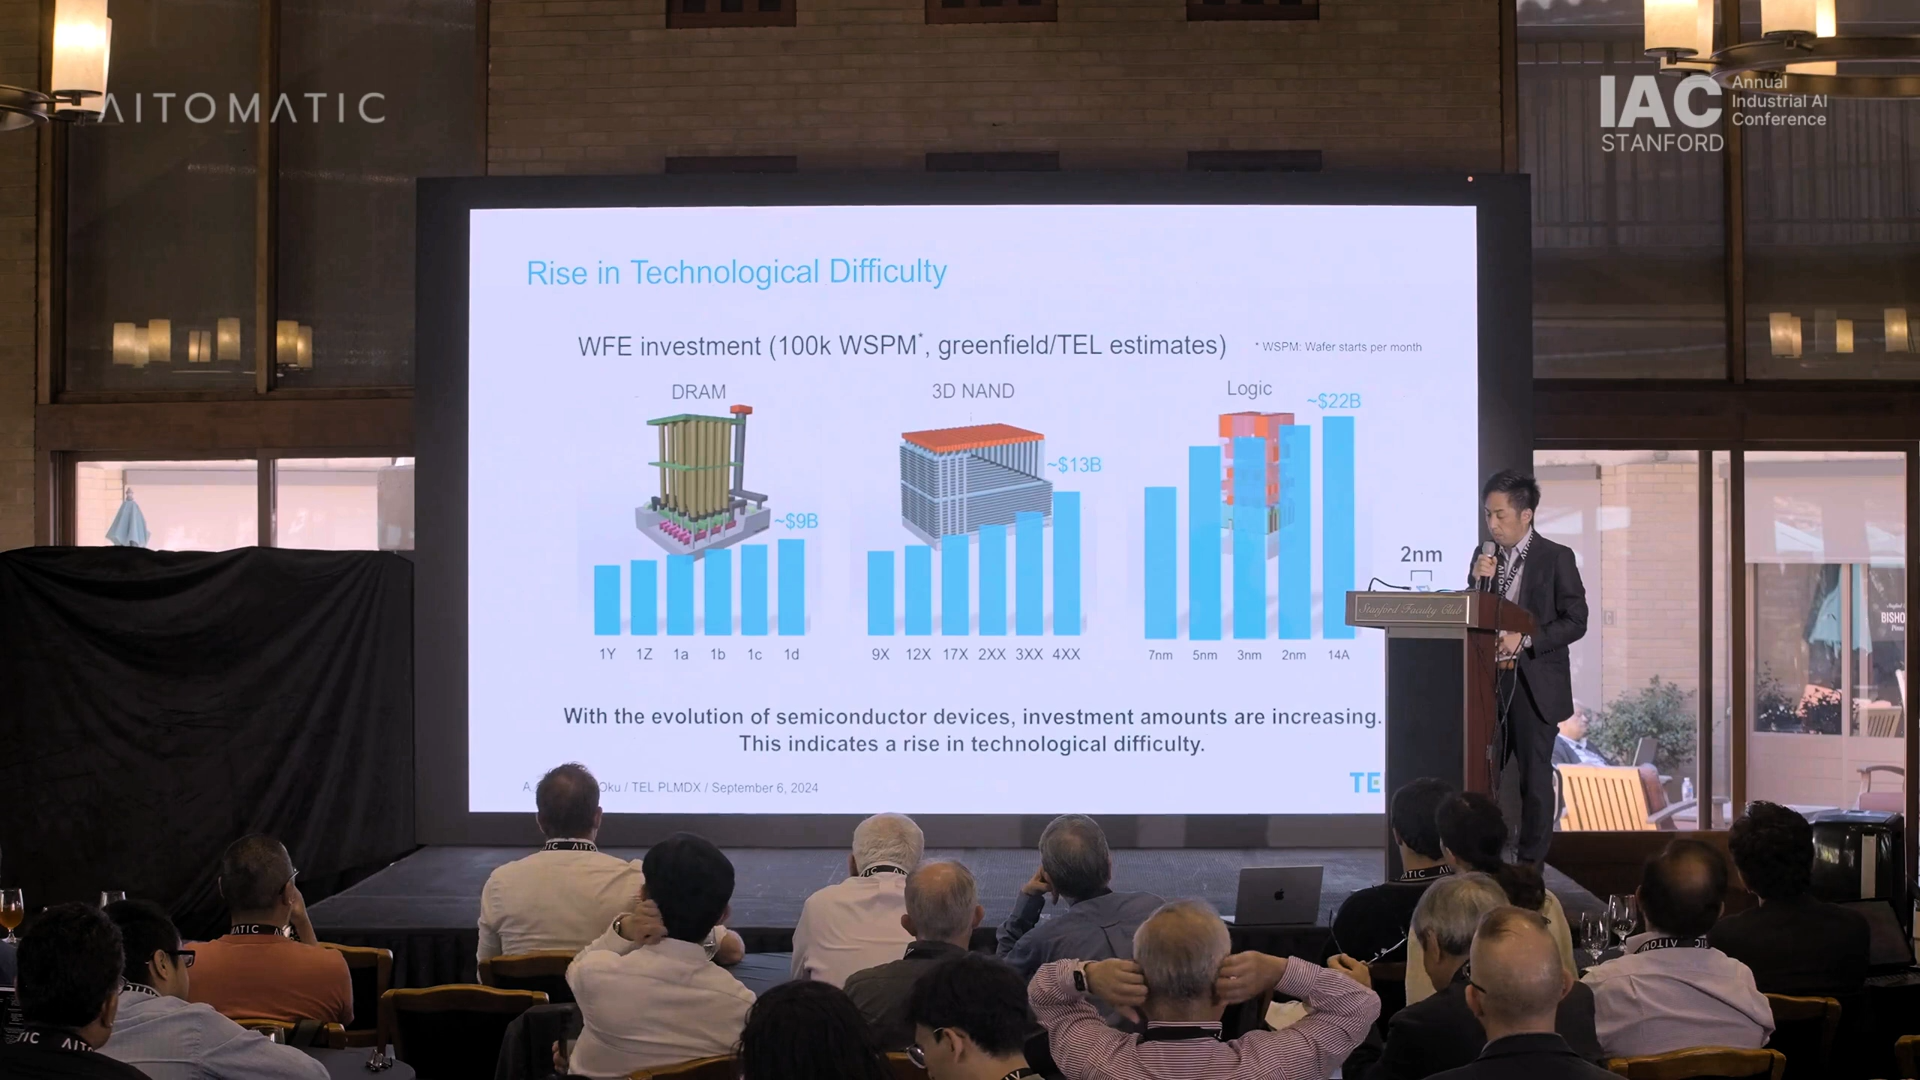 AITOMATIC
IAC Annual Industrial AI Conference
STANFORD
Rise in Technological Difficulty
WFE investment (100k WSPM*, greenfield/TEL estimates)
* WSPM: Wafer starts per month
DRAM
3D NAND
Logic
~$9B
~$13B
~$22B
1Y 1Z 1a 1b 1c 1d
9X 12X 17X 2XX 3XX 4XX
7nm 5nm 3nm 2nm 14A
2nm
Stanford Faculty Club
With the evolution of semiconductor devices, investment amounts are increasing.
This indicates a rise in technological difficulty.
Oku / TEL PLMDX / September 6, 2024
TE
BISHO